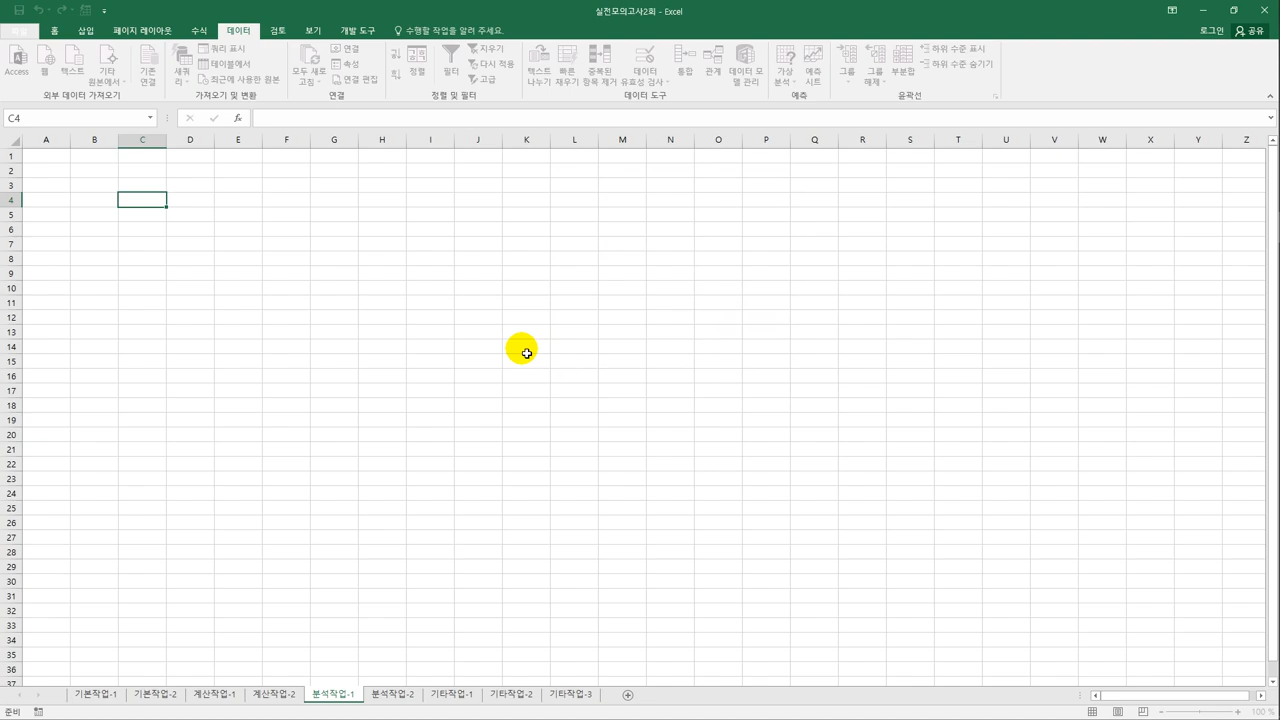 실전모의고사2회 - Excel
파일 홈 삽입 페이지 레이아웃 수식 데이터 검토 보기 개발 도구 수행할 작업을 알려 주세요. 로그인 공유
Access 웹 텍스트 기타 원본에서 기존 연결
외부 데이터 가져오기
새 쿼리 쿼리 표시 테이블에서 최근에 사용한 원본
가져오기 및 변환
모두 새로 고침 연결 속성 연결 편집
연결
정렬 필터 지우기 다시 적용 고급
정렬 및 필터
텍스트 나누기 빠른 채우기 중복된 항목 제거 데이터 유효성 검사 통합 관계 데이터 모델 관리
데이터 도구
가상 분석 예측 시트
예측
그룹 그룹 해제 부분합 하위 수준 표시 하위 수준 숨기기
윤곽선
C4 fx
A B C D E F G H I J K L M N O P Q R S T U V W X Y Z
1
2
3
4
5
6
7
8
9
10
11
12
13
14
15
16
17
18
19
20
21
22
23
24
25
26
27
28
29
30
31
32
33
34
35
36
37
기본작업-1 기본작업-2 계산작업-1 계산작업-2 분석작업-1 분석작업-2 기타작업-1 기타작업-2 기타작업-3
준비 100 %